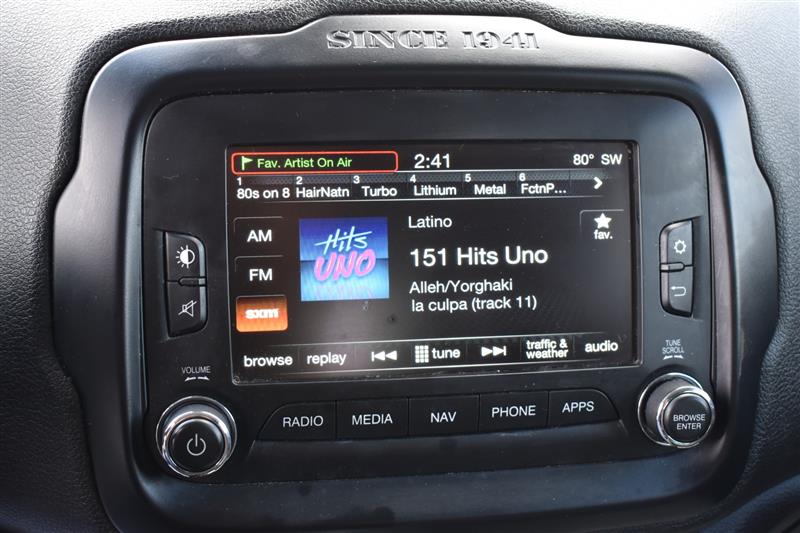 SINCE 1941
Fav. Artist On Air
2:41
80° SW
1 2 3 4 5 6
80s on 8 HairNatn Turbo Lithium Metal FctnP...
AM
FM
sxm
Hits
UNO
Latino
151 Hits Uno
Alleh/Yorghaki
la culpa (track 11)
fav.
browse replay tune traffic & weather audio
VOLUME
TUNE
SCROLL
RADIO MEDIA NAV PHONE APPS
BROWSE
ENTER